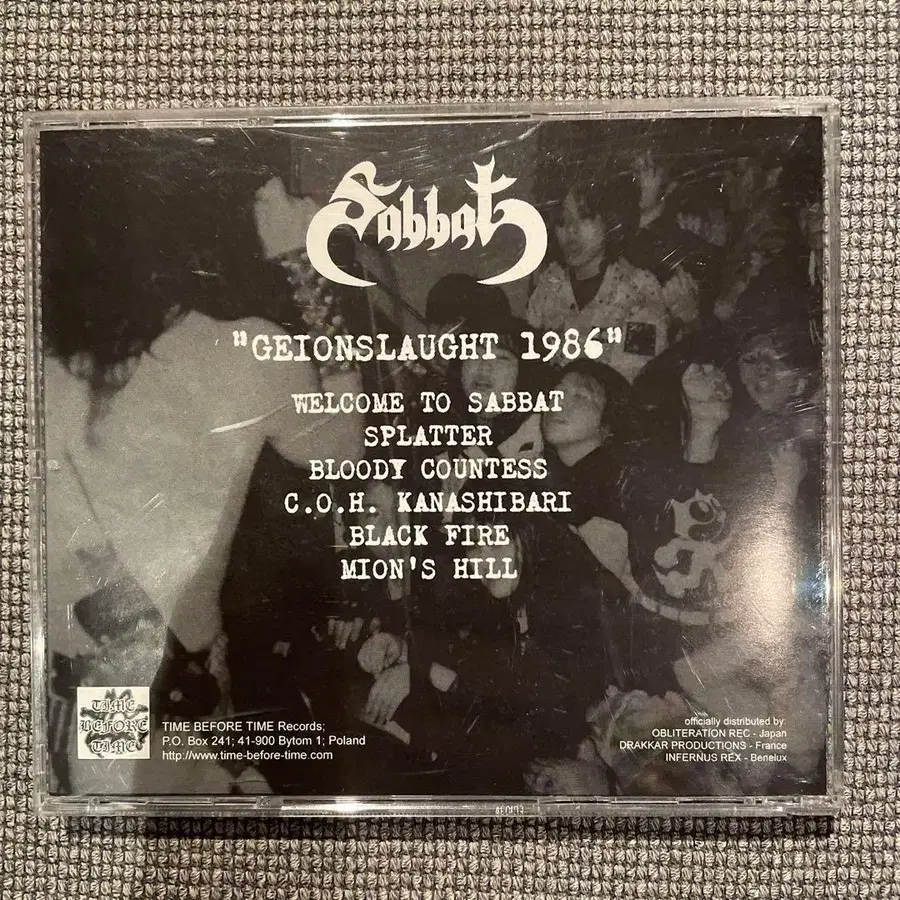 Sabbat
"GEIONSLAUGHT 1986"
WELCOME TO SABBAT
SPLATTER
BLOODY COUNTESS
C.O.H. KANASHIBARI
BLACK FIRE
MION'S HILL
TIME
BEFORE
TIME
TIME BEFORE TIME Records;
P.O. Box 241; 41-900 Bytom 1; Poland
http://www.time-before-time.com
officially distributed by:
OBLITERATION REC - Japan
DRAKKAR PRODUCTIONS - France
INFERNUS REX - Benelux